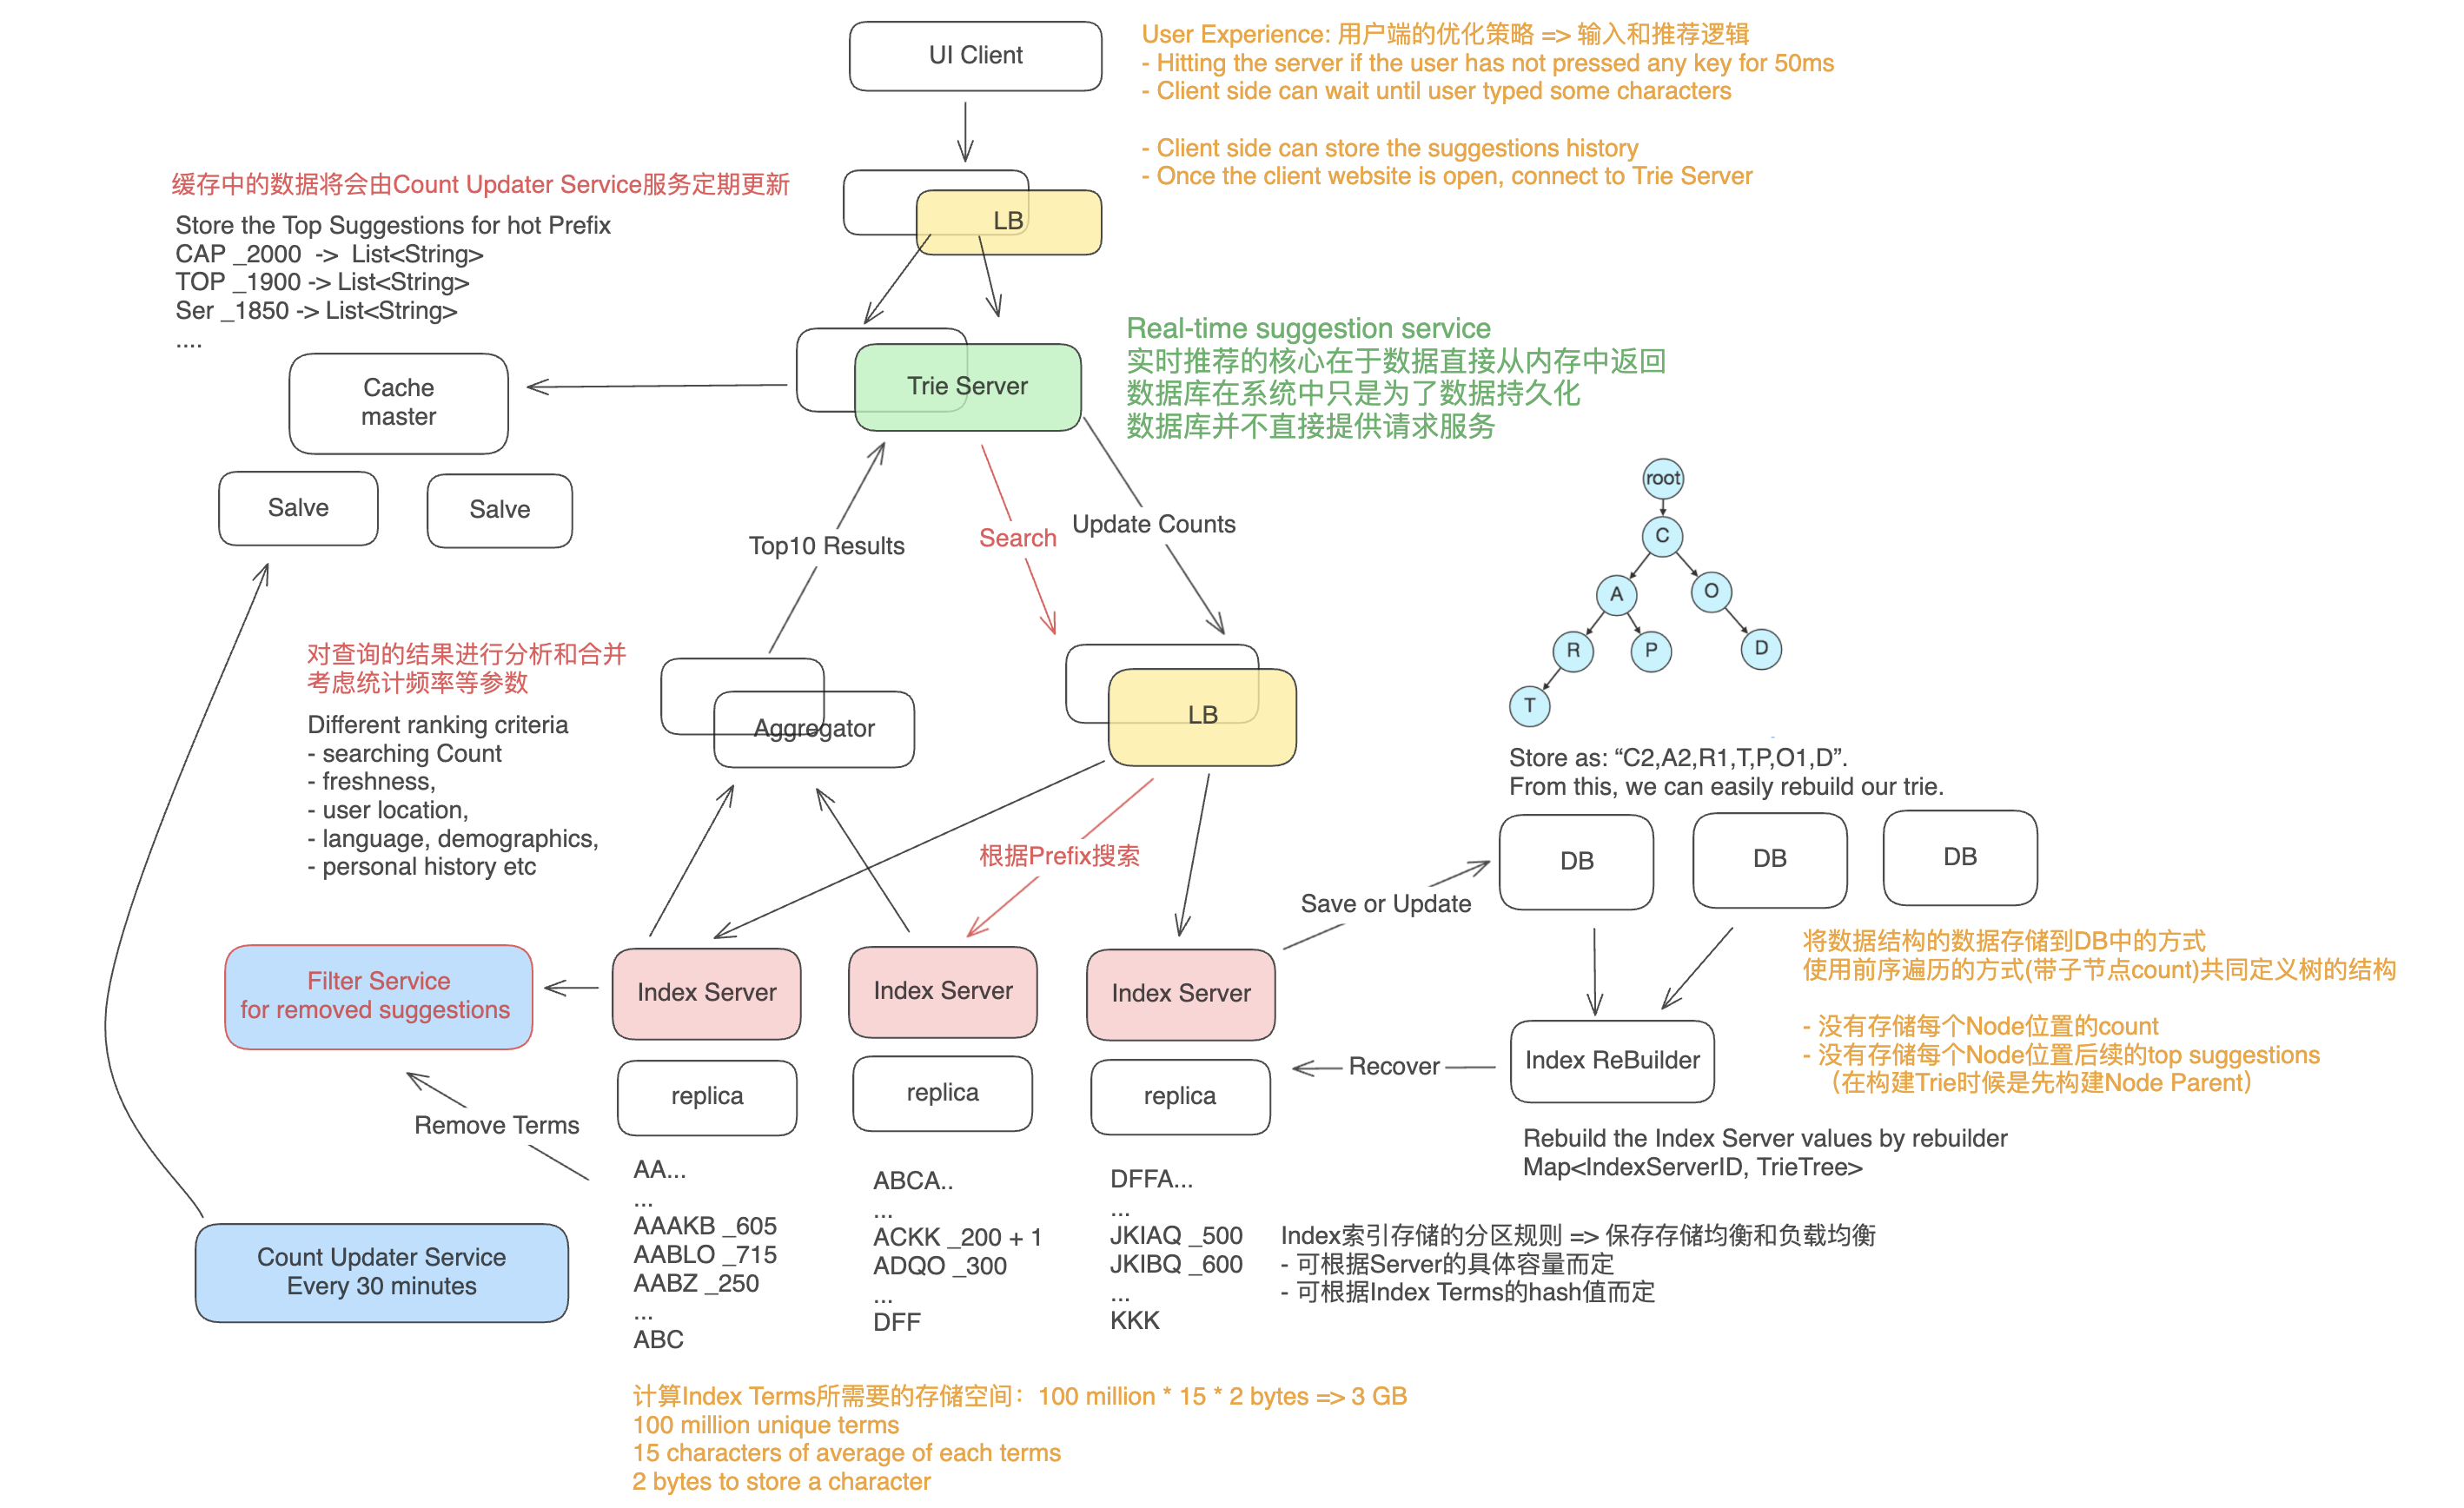 UI Client
User Experience: 用户端的优化策略 => 输入和推荐逻辑
- Hitting the server if the user has not pressed any key for 50ms
- Client side can wait until user typed some characters
- Client side can store the suggestions history
- Once the client website is open, connect to Trie Server
LB
缓存中的数据将会由Count Updater Service服务定期更新
Store the Top Suggestions for hot Prefix
CAP _2000 -> List<String>
TOP _1900 -> List<String>
Ser _1850 -> List<String>
....
Cache
master
Salve
Salve
Trie Server
Real-time suggestion service
实时推荐的核心在于数据直接从内存中返回
数据库在系统中只是为了数据持久化
数据库并不直接提供请求服务
Top10 Results
Search
Update Counts
root
C
A
O
R
P
D
T
Store as: “C2,A2,R1,T,P,O1,D”.
From this, we can easily rebuild our trie.
对查询的结果进行分析和合并
考虑统计频率等参数
Different ranking criteria
- searching Count
- freshness,
- user location,
- language, demographics,
- personal history etc
Aggregator
LB
根据Prefix搜索
Save or Update
DB
DB
DB
将数据结构的数据存储到DB中的方式
使用前序遍历的方式(带子节点count)共同定义树的结构
- 没有存储每个Node位置的count
- 没有存储每个Node位置后续的top suggestions
（在构建Trie时候是先构建Node Parent）
Filter Service
for removed suggestions
Index Server
Index Server
Index Server
replica
replica
replica
Recover
Index ReBuilder
Rebuild the Index Server values by rebuilder
Map<IndexServerID, TrieTree>
Remove Terms
Count Updater Service
Every 30 minutes
AA...
...
AAAKB _605
AABLO _715
AABZ _250
...
ABC
ABCA..
...
ACKK _200 + 1
ADQO _300
...
DFF
DFFA...
...
JKIAQ _500
JKIBQ _600
...
KKK
Index索引存储的分区规则 => 保存存储均衡和负载均衡
- 可根据Server的具体容量而定
- 可根据Index Terms的hash值而定
计算Index Terms所需要的存储空间：100 million * 15 * 2 bytes => 3 GB
100 million unique terms
15 characters of average of each terms
2 bytes to store a character